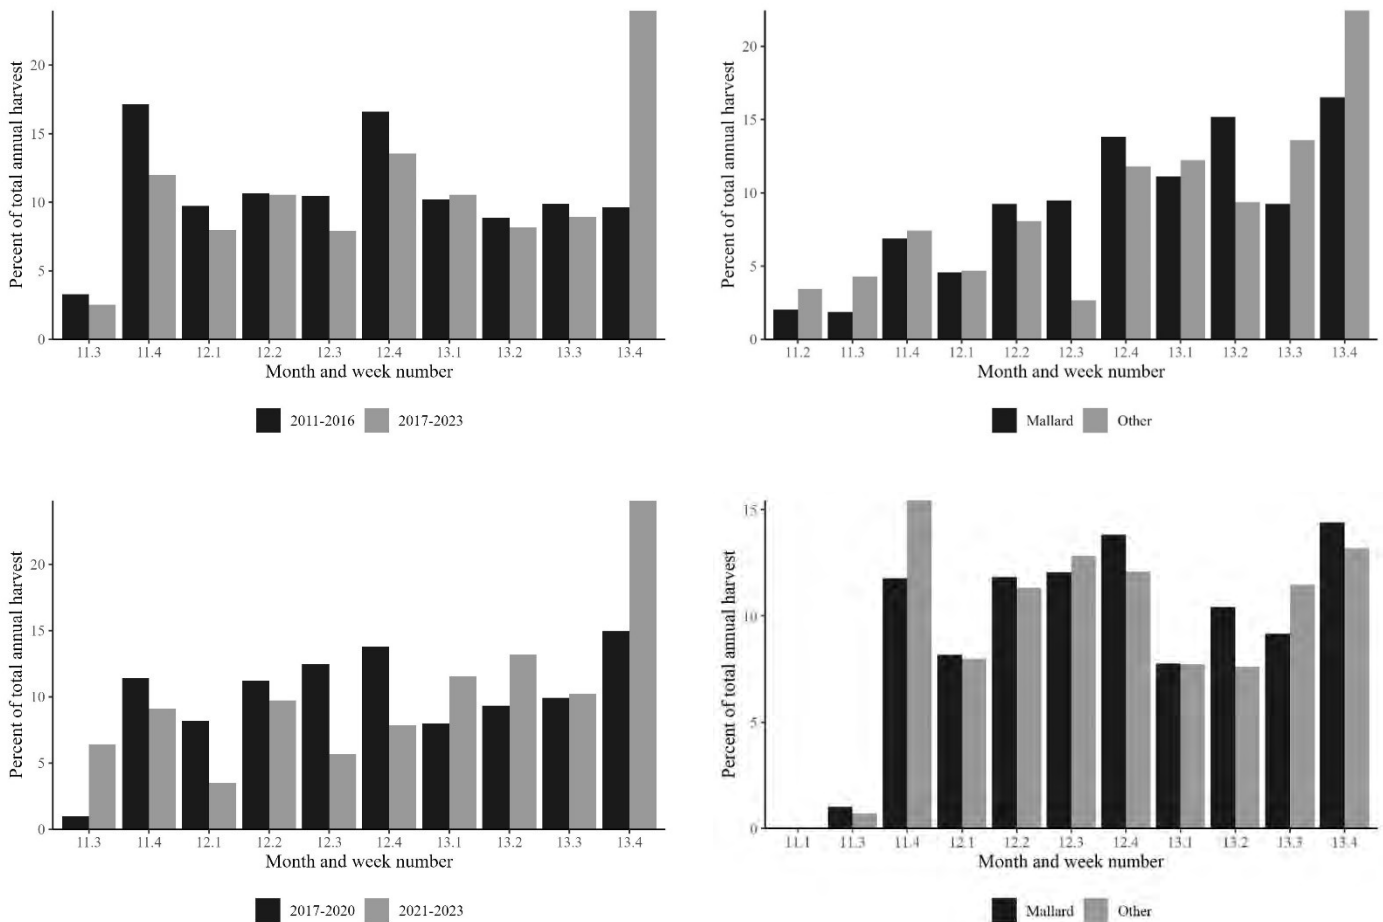 Percent of total annual harvest
20
15
10
5
0
11.3 11.4 12.1 12.2 12.3 12.4 13.1 13.2 13.3 13.4
Month and week number
2011-2016 2017-2023
Percent of total annual harvest
20
15
10
5
0
11.2 11.3 11.4 12.1 12.2 12.3 12.4 13.1 13.2 13.3 13.4
Month and week number
Mallard Other
Percent of total annual harvest
20
15
10
5
0
11.3 11.4 12.1 12.2 12.3 12.4 13.1 13.2 13.3 13.4
Month and week number
2017-2020 2021-2023
Percent of total annual harvest
15
10
5
0
11.1 11.3 11.4 12.1 12.2 12.3 12.4 13.1 13.2 13.3 13.4
Month and week number
Mallard Other